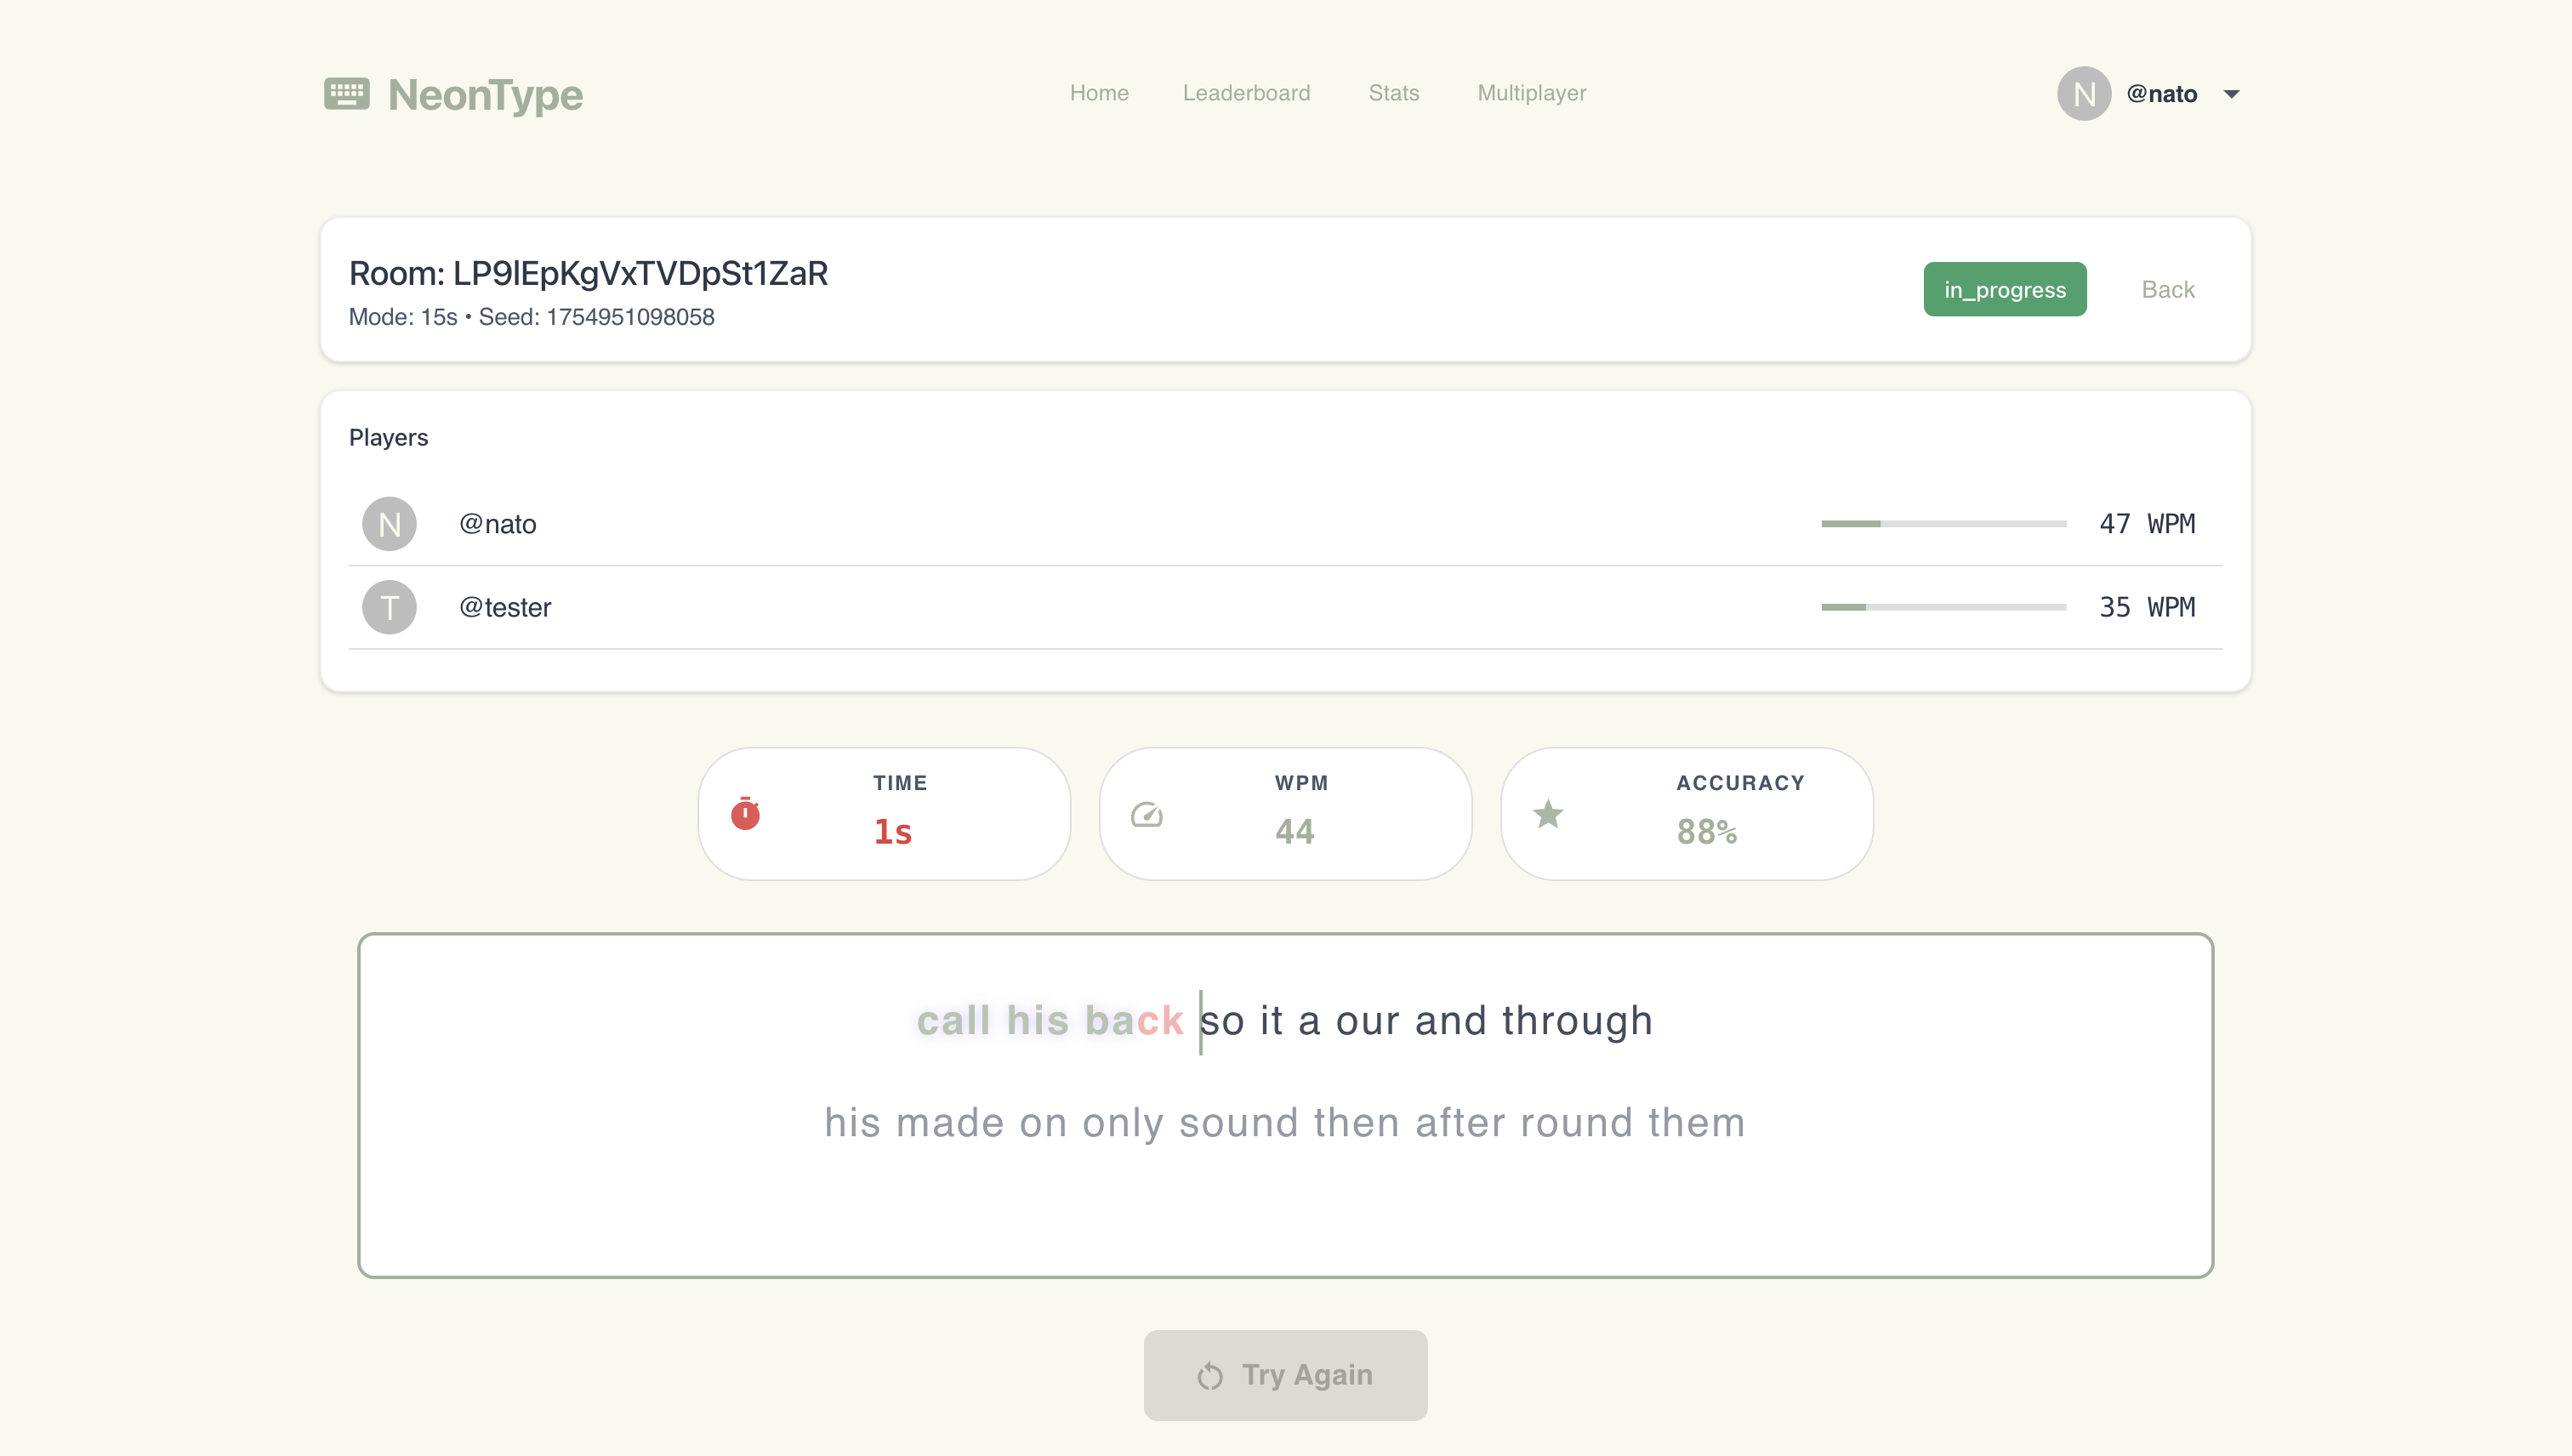 NeonType
Home Leaderboard Stats Multiplayer
N @nato
Room: LP9lEpKgVxTVDpSt1ZaR
Mode: 15s • Seed: 1754951098058
in_progress
Back
Players
N @nato 47 WPM
T @tester 35 WPM
TIME
1s
WPM
44
ACCURACY
88%
call his back so it a our and through
his made on only sound then after round them
Try Again